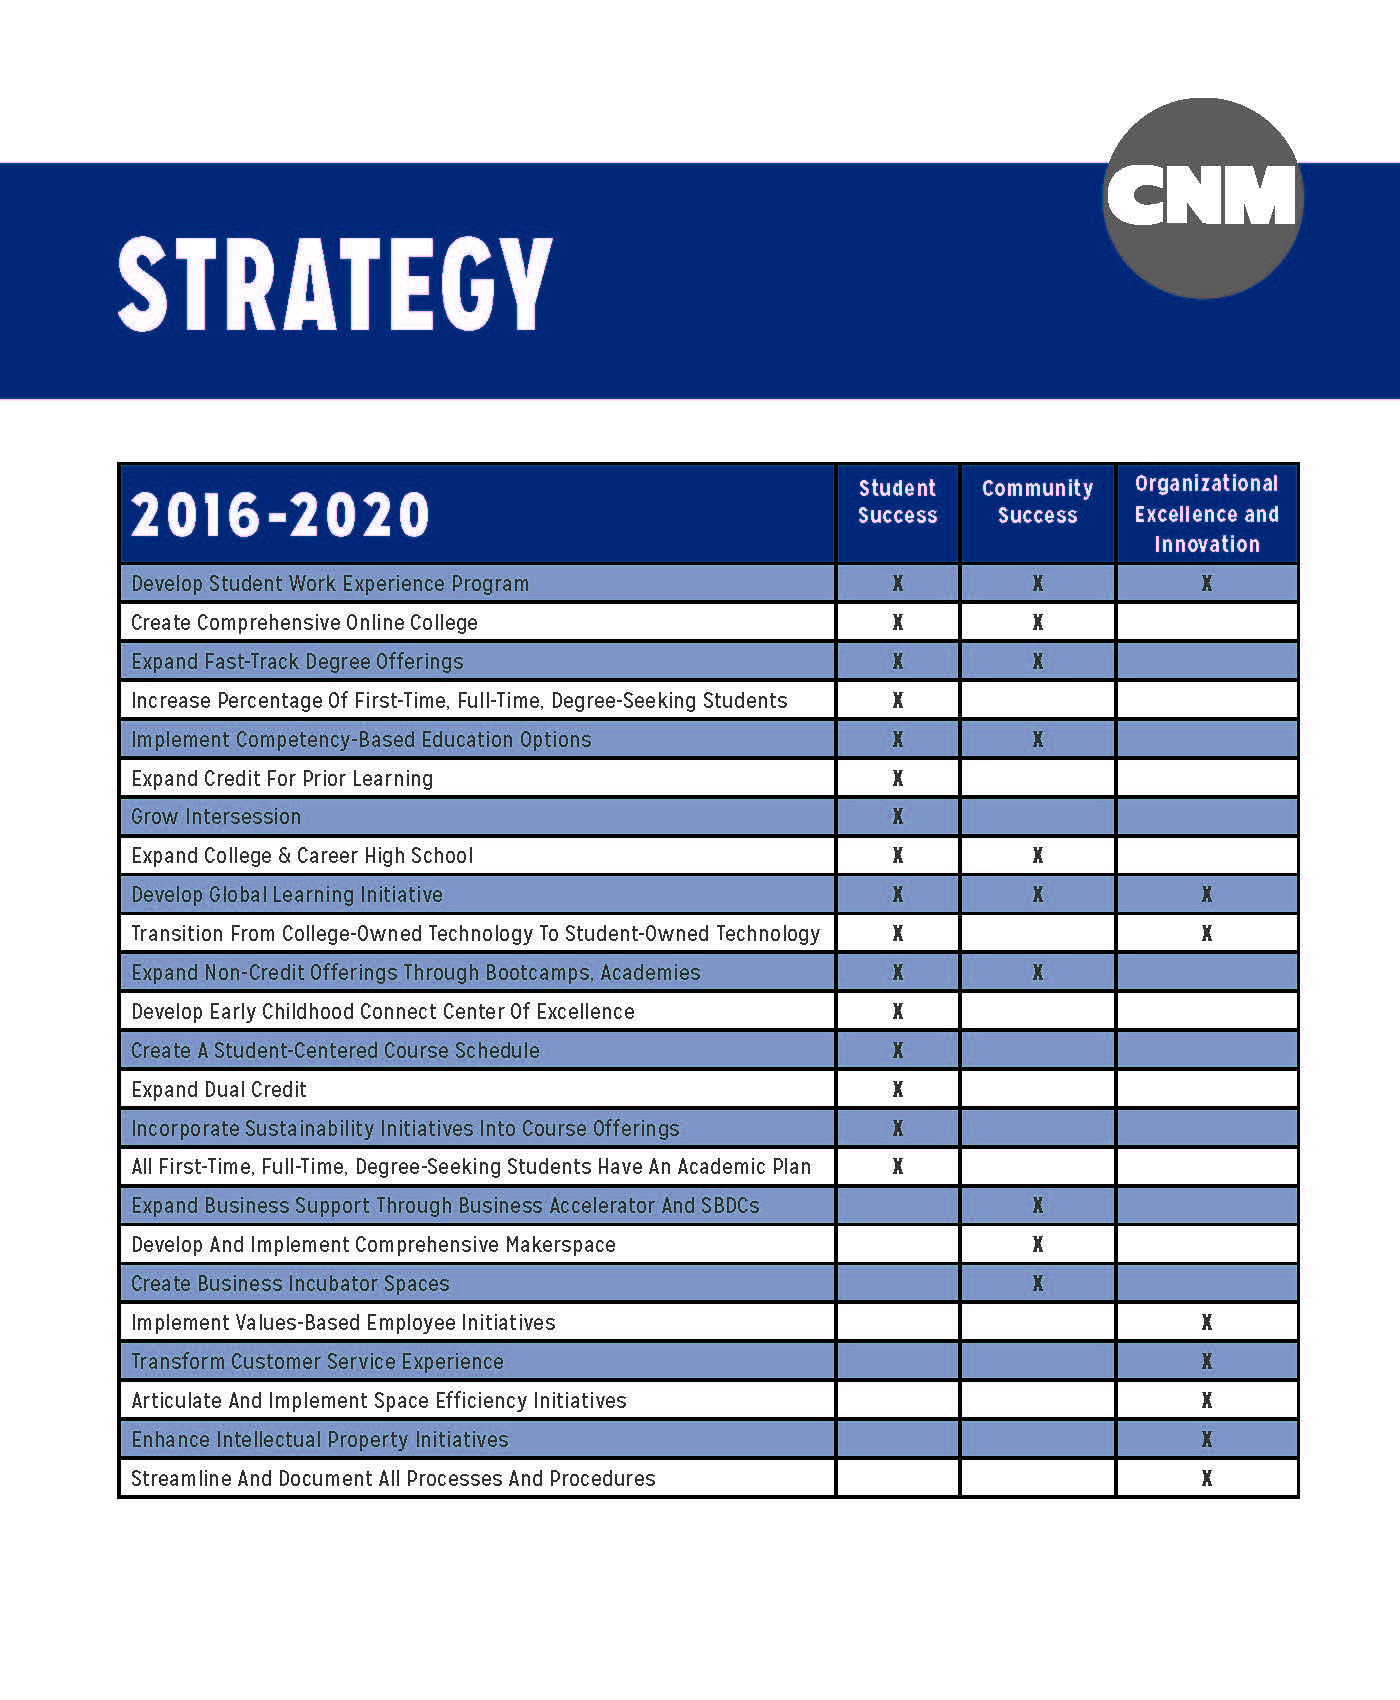 CNM
STRATEGY
2016-2020 Student Success Community Success Organizational Excellence and Innovation
Develop Student Work Experience Program X X X
Create Comprehensive Online College X X
Expand Fast-Track Degree Offerings X X
Increase Percentage Of First-Time, Full-Time, Degree-Seeking Students X
Implement Competency-Based Education Options X X
Expand Credit For Prior Learning X
Grow Intersession X
Expand College & Career High School X X
Develop Global Learning Initiative X X X
Transition From College-Owned Technology To Student-Owned Technology X X
Expand Non-Credit Offerings Through Bootcamps, Academies X X
Develop Early Childhood Connect Center Of Excellence X
Create A Student-Centered Course Schedule X
Expand Dual Credit X
Incorporate Sustainability Initiatives Into Course Offerings X
All First-Time, Full-Time, Degree-Seeking Students Have An Academic Plan X
Expand Business Support Through Business Accelerator And SBDCs X
Develop And Implement Comprehensive Makerspace X
Create Business Incubator Spaces X
Implement Values-Based Employee Initiatives X
Transform Customer Service Experience X
Articulate And Implement Space Efficiency Initiatives X
Enhance Intellectual Property Initiatives X
Streamline And Document All Processes And Procedures X